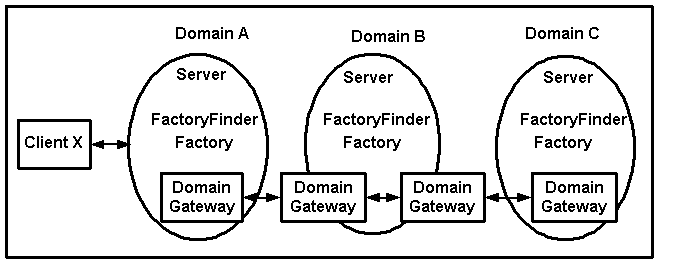 Domain A
Domain B
Domain C
Server
Server
Server
FactoryFinder
Factory
FactoryFinder
Factory
FactoryFinder
Factory
Client X
Domain
Gateway
Domain
Gateway
Domain
Gateway
Domain
Gateway